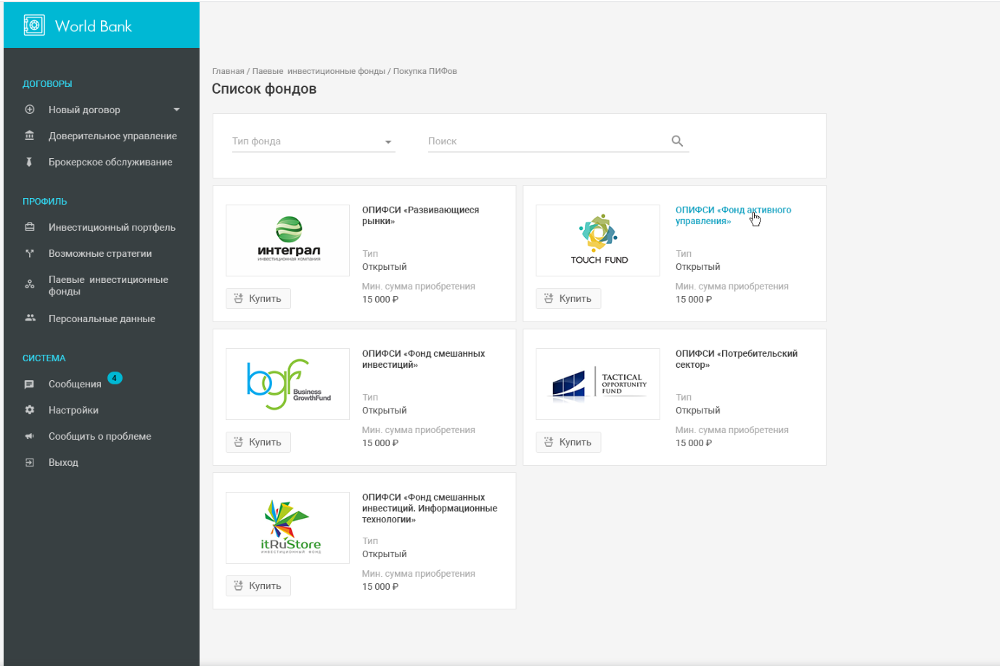 World Bank
ДОГОВОРЫ
Новый договор
Доверительное управление
Брокерское обслуживание
ПРОФИЛЬ
Инвестиционный портфель
Возможные стратегии
Паевые инвестиционные
фонды
Персональные данные
СИСТЕМА
Сообщения 4
Настройки
Сообщить о проблеме
Выход
Главная / Паевые инвестиционные фонды / Покупка ПИФов
Список фондов
Тип фонда
Поиск
интеграл
инвестиционная компания
Купить
ОПИФСИ «Развивающиеся
рынки»
Тип
Открытый
Мин. сумма приобретения
15 000 ₽
TOUCH FUND
Купить
ОПИФСИ «Фонд активного
управления»
Тип
Открытый
Мин. сумма приобретения
15 000 ₽
bgf
Business
GrowthFund
Купить
ОПИФСИ «Фонд смешанных
инвестиций»
Тип
Открытый
Мин. сумма приобретения
15 000 ₽
TACTICAL
OPPORTUNITY
FUND
Купить
ОПИФСИ «Потребительский
сектор»
Тип
Открытый
Мин. сумма приобретения
15 000 ₽
itRuStore
ИНВЕСТИЦИОННЫЙ ФОНД
Купить
ОПИФСИ «Фонд смешанных
инвестиций. Информационные
технологии»
Тип
Открытый
Мин. сумма приобретения
15 000 ₽